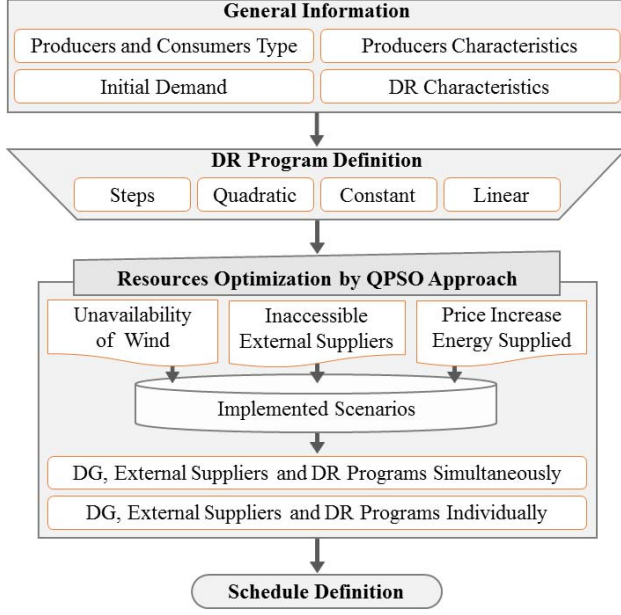 General Information
Producers and Consumers Type
Producers Characteristics
Initial Demand
DR Characteristics
DR Program Definition
Steps
Quadratic
Constant
Linear
Resources Optimization by QPSO Approach
Unavailability
of Wind
Inaccessible
External Suppliers
Price Increase
Energy Supplied
Implemented Scenarios
DG, External Suppliers and DR Programs Simultaneously
DG, External Suppliers and DR Programs Individually
Schedule Definition